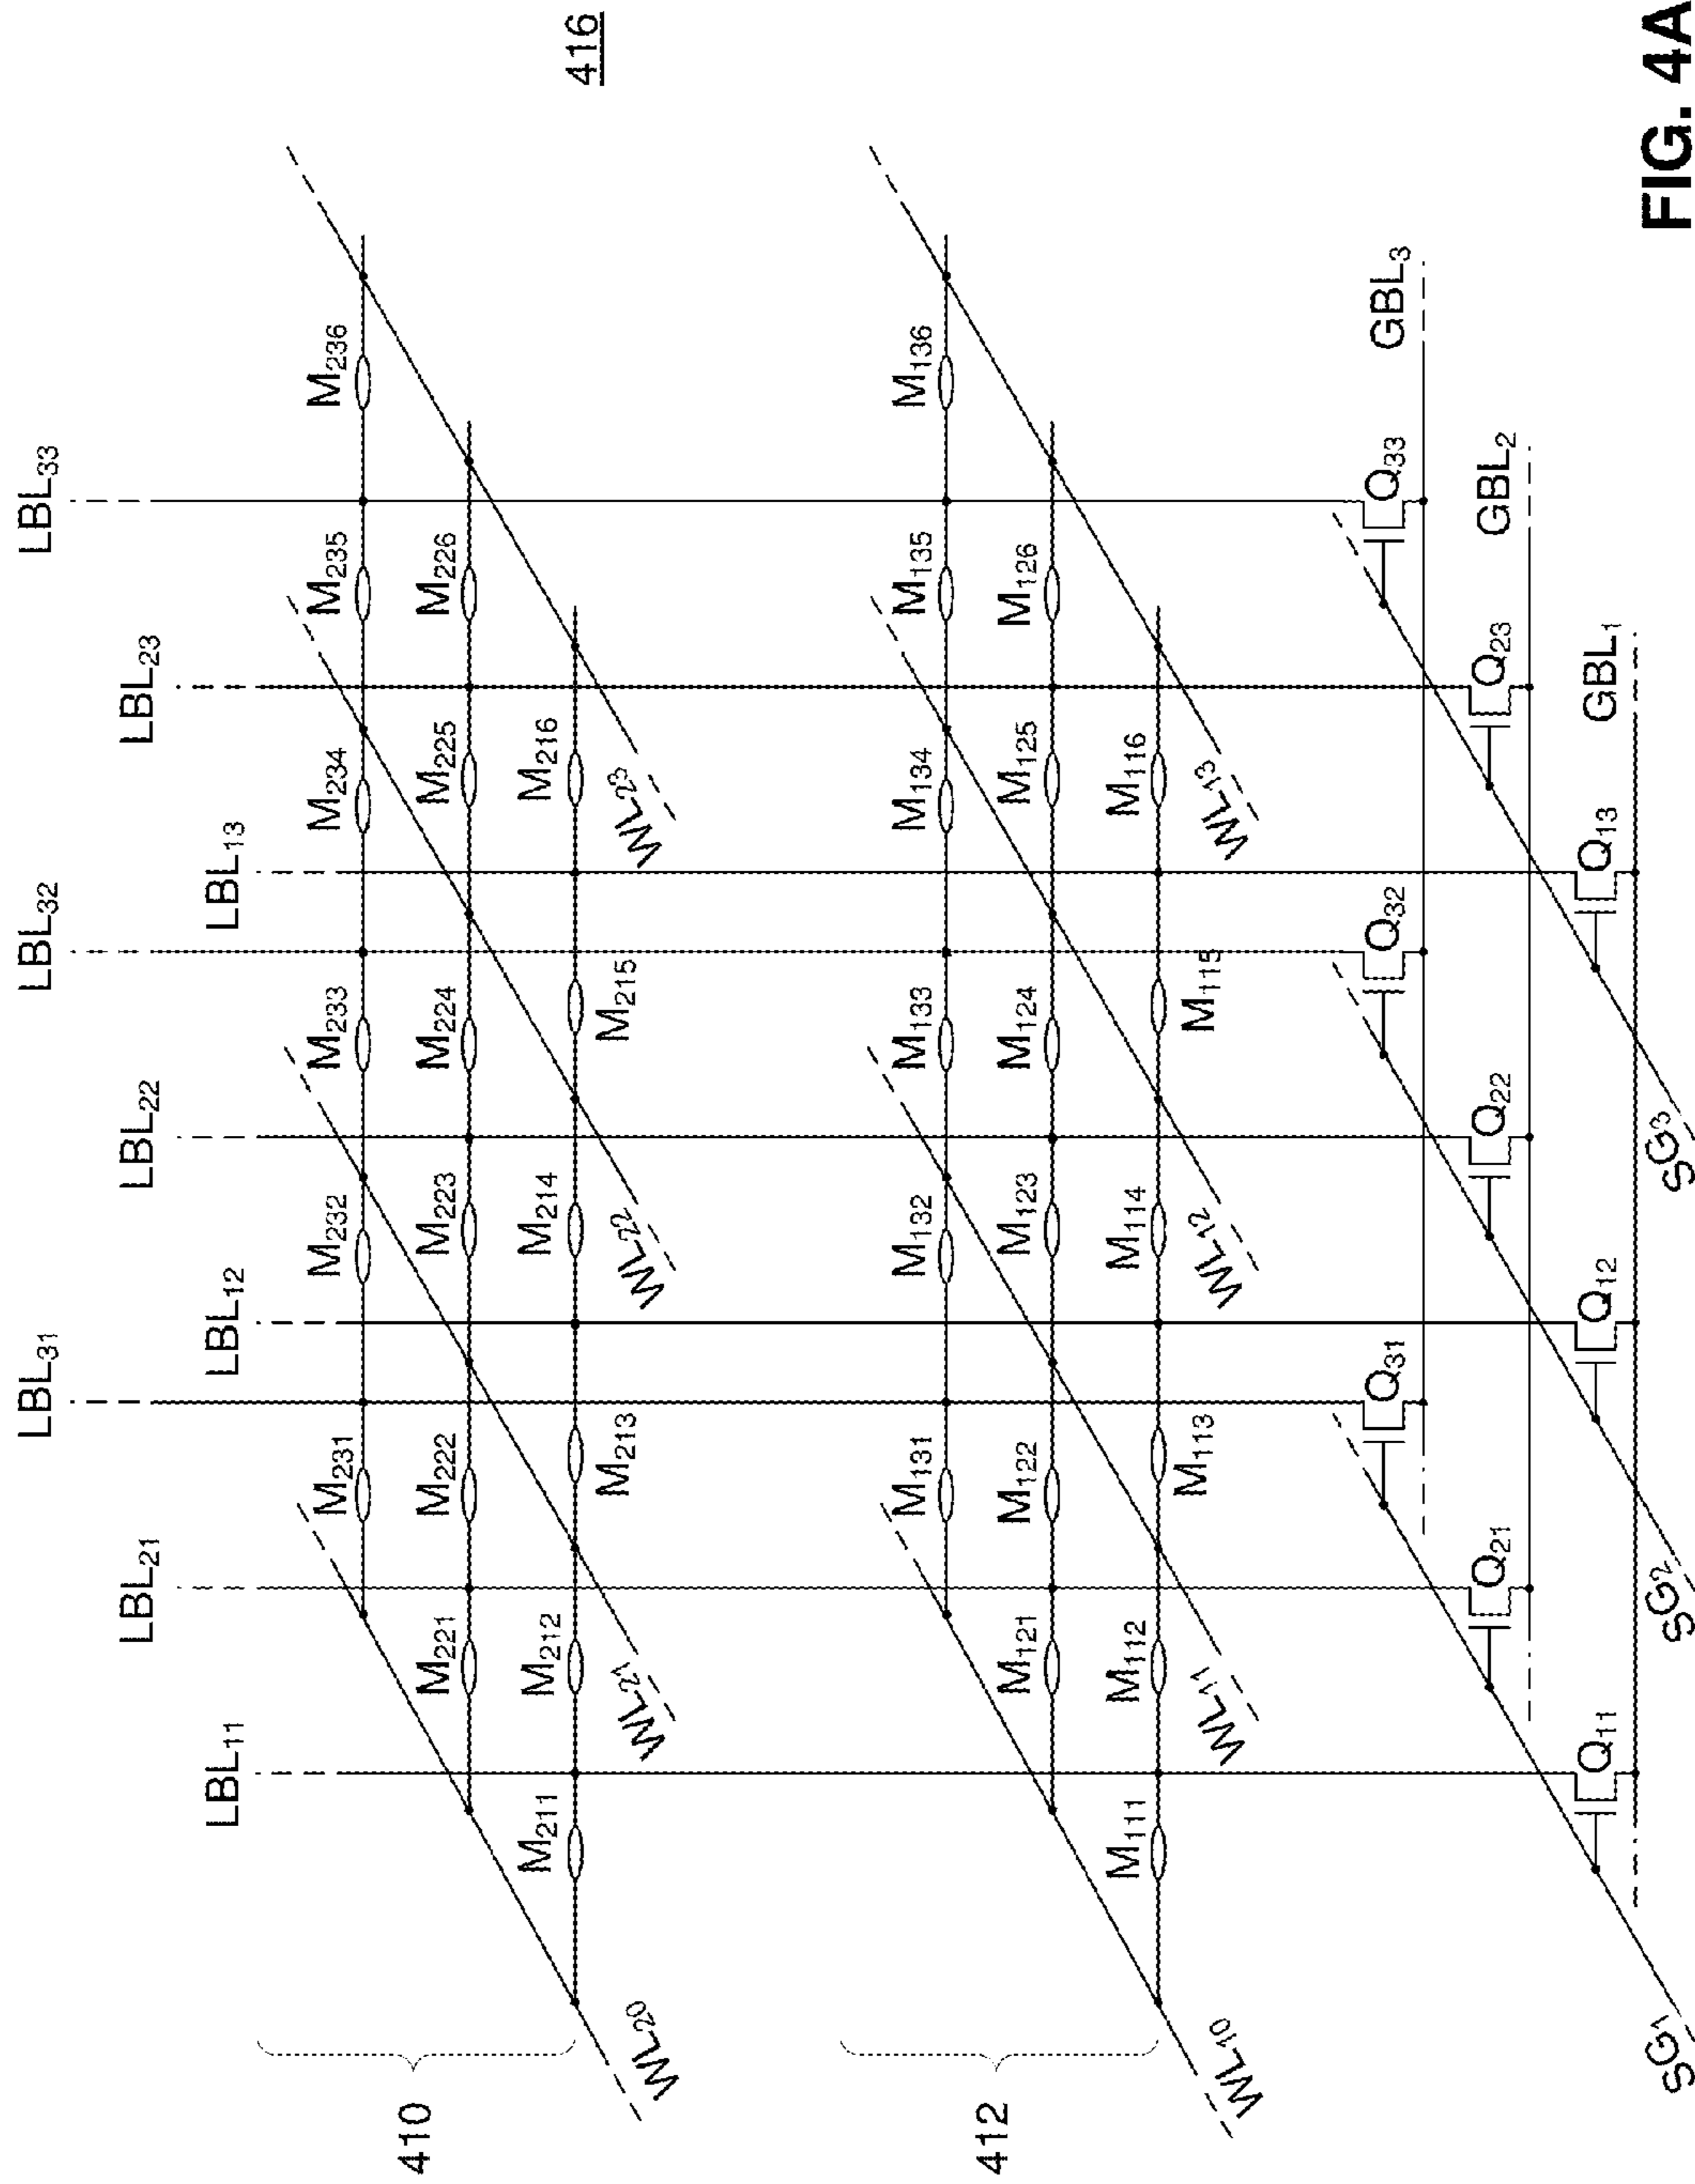 LBL31 LBL32 LBL33
LBL21 LBL22 LBL23
LBL11 LBL12 LBL13
416
410
M231 M232 M233 M234 M235 M236
M221 M222 M223 M224 M225 M226
M211 M212 M213 M214 M215 M216
WL20 WL21 WL22 WL23
412
M131 M132 M133 M134 M135 M136
M121 M122 M123 M124 M125 M126
M111 M112 M113 M114 M115 M116
WL10 WL11 WL12 WL13
Q31 Q32 Q33 GBL3
Q21 Q22 Q23 GBL2
Q11 Q12 Q13 GBL1
SG1 SG2 SG3
FIG. 4A